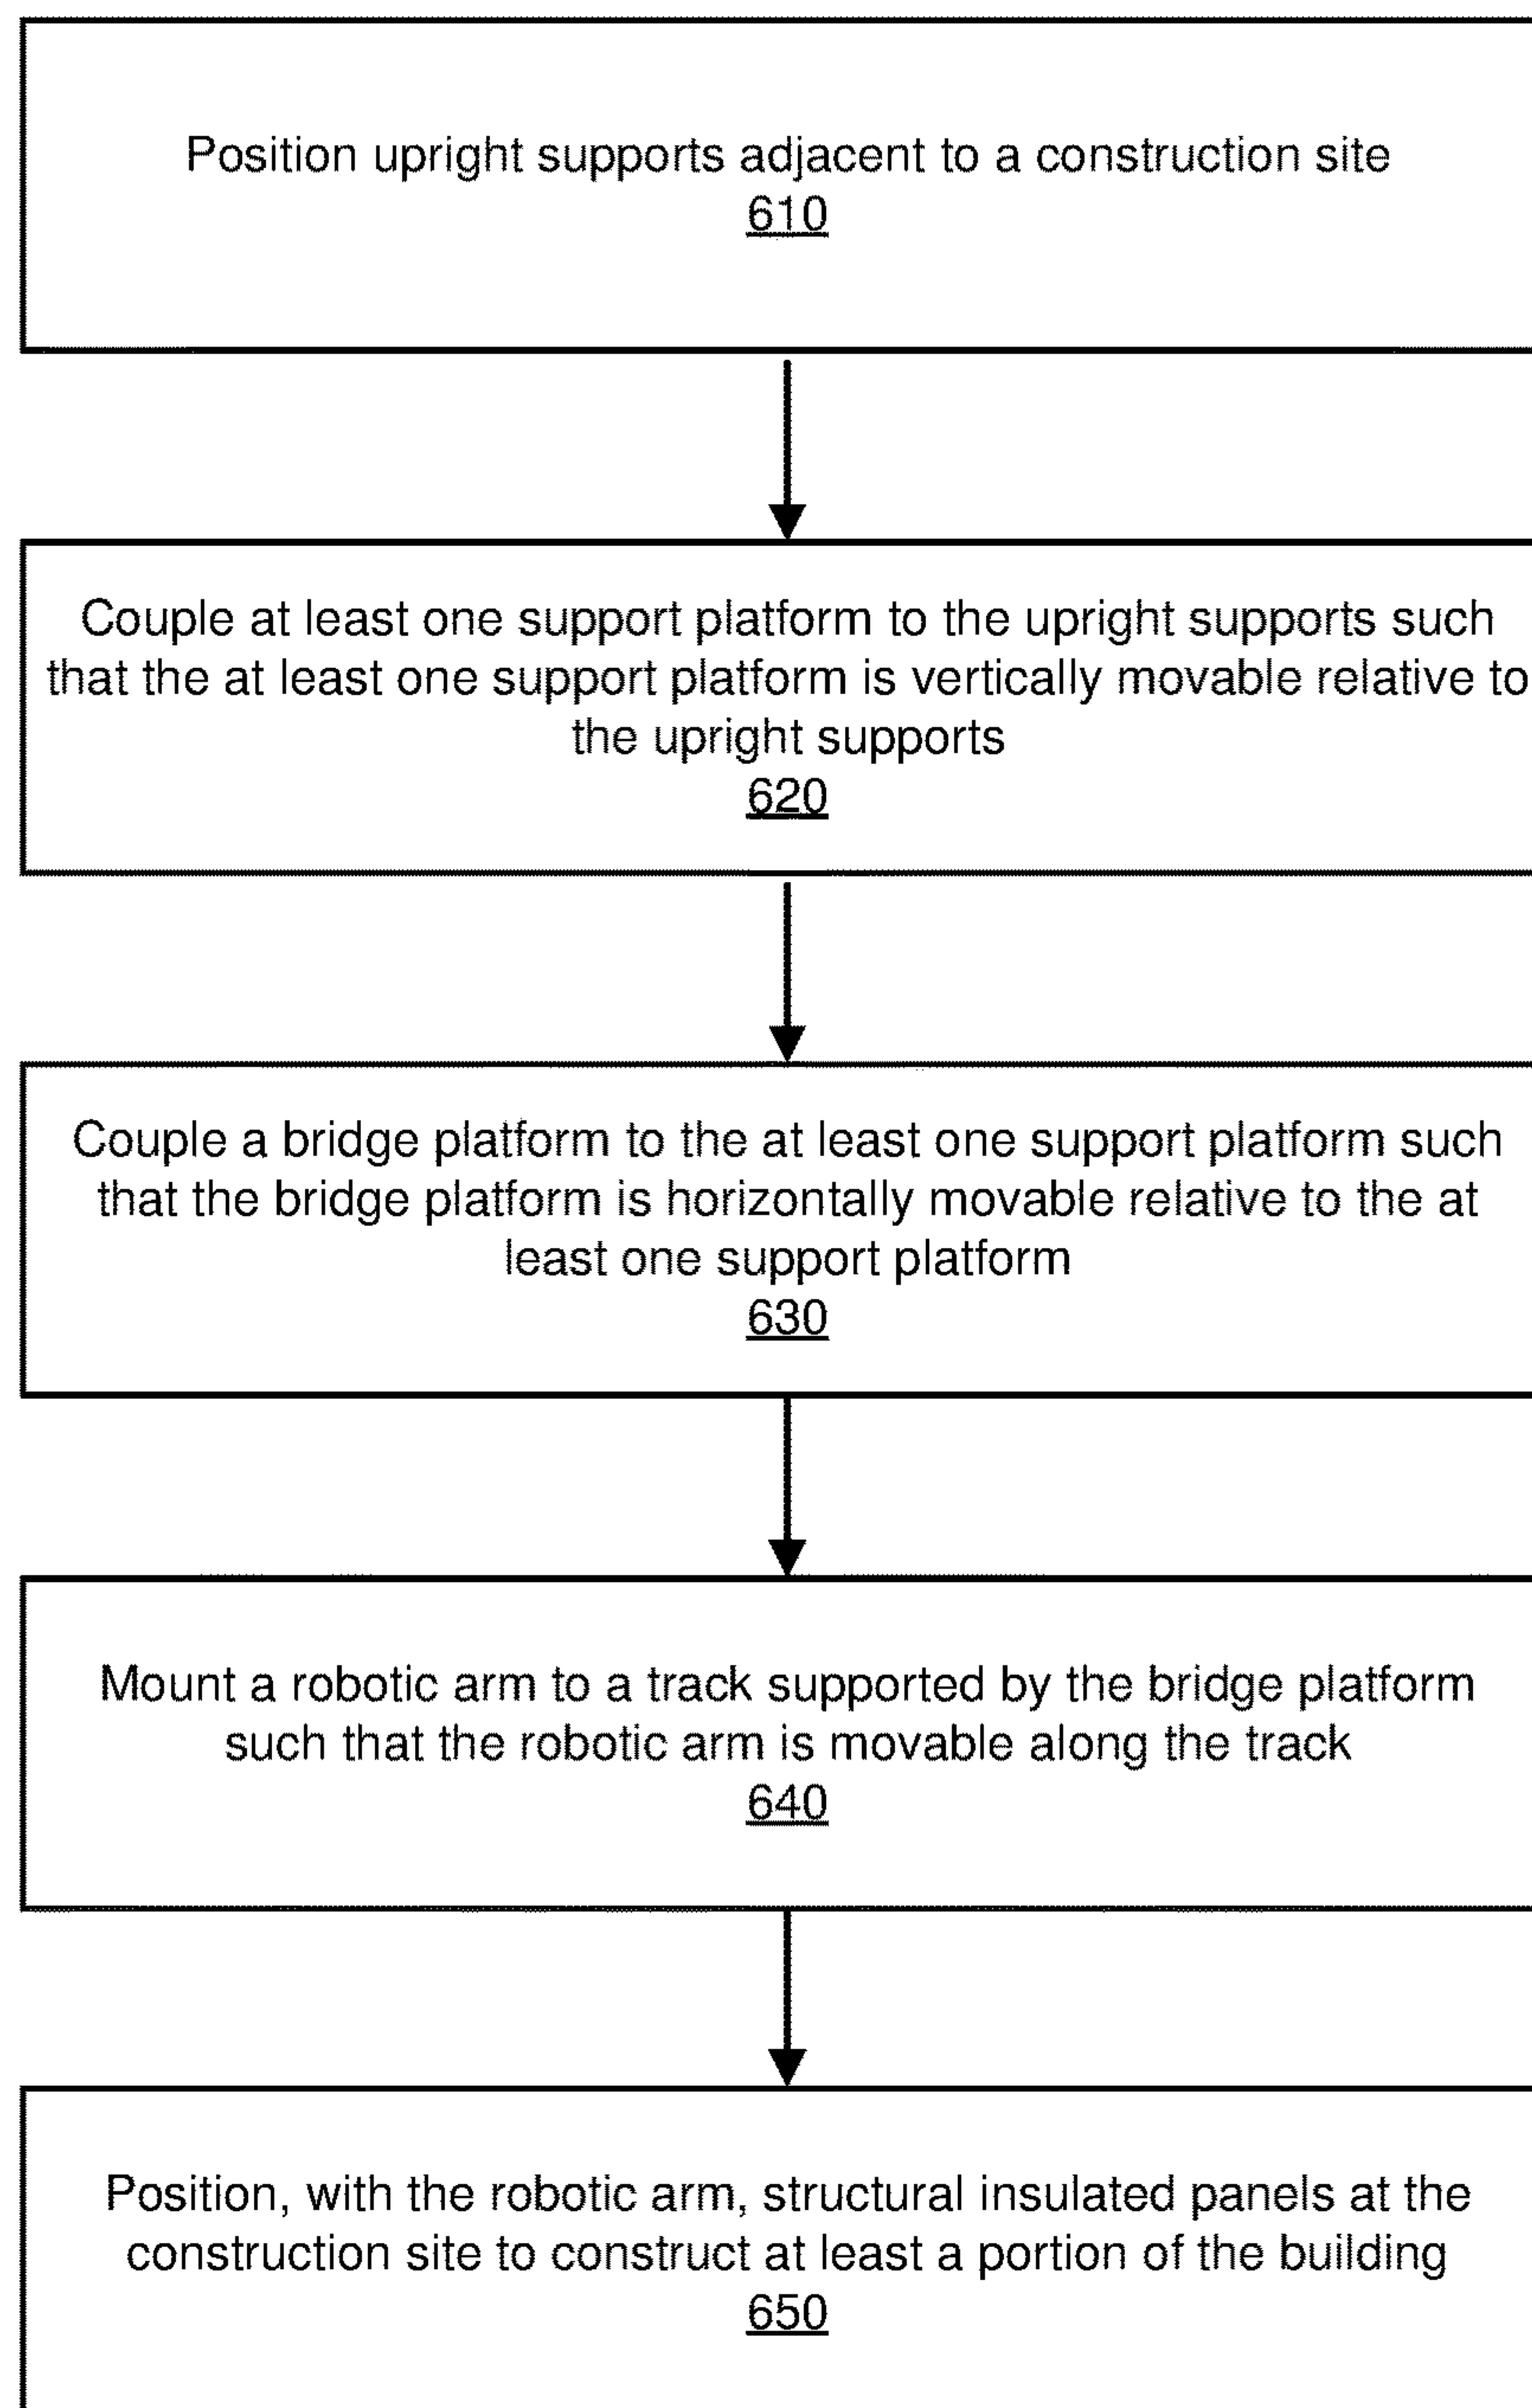 Position upright supports adjacent to a construction site
610
Couple at least one support platform to the upright supports such
that the at least one support platform is vertically movable relative to
the upright supports
620
Couple a bridge platform to the at least one support platform such
that the bridge platform is horizontally movable relative to the at
least one support platform
630
Mount a robotic arm to a track supported by the bridge platform
such that the robotic arm is movable along the track
640
Position, with the robotic arm, structural insulated panels at the
construction site to construct at least a portion of the building
650